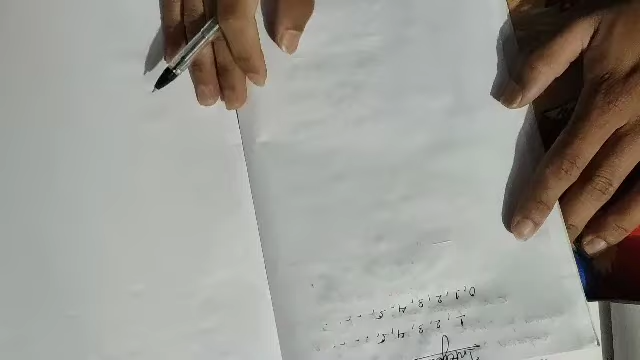 1, 2, 3, 4, 5, - - -
0, 1, 2, 3, 4, 5, - - -